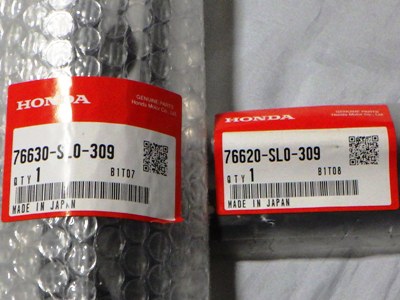 HONDA
GENUINE PARTS
Honda Motor Co., Ltd.
76630-SL0-309
QTY 1
B1T07
MADE IN JAPAN
HONDA
GENUINE PARTS
Honda Motor Co., Ltd.
76620-SL0-309
QTY 1
B1T08
MADE IN JAPAN